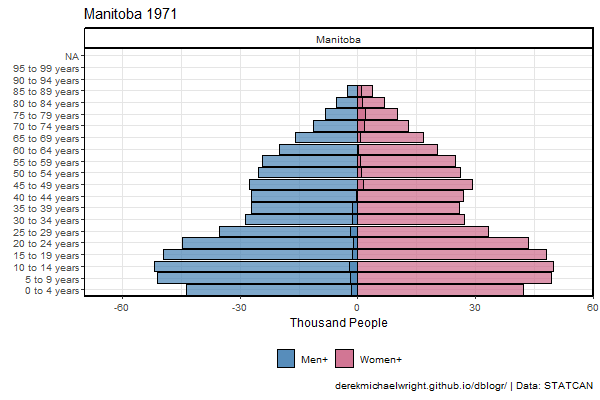 Manitoba 1971
Manitoba
NA
95 to 99 years
90 to 94 years
85 to 89 years
80 to 84 years
75 to 79 years
70 to 74 years
65 to 69 years
60 to 64 years
55 to 59 years
50 to 54 years
45 to 49 years
40 to 44 years
35 to 39 years
30 to 34 years
25 to 29 years
20 to 24 years
15 to 19 years
10 to 14 years
5 to 9 years
0 to 4 years
-60 -30 0 30 60
Thousand People
Men+ Women+
derekmichaelwright.github.io/dblogr/ | Data: STATCAN